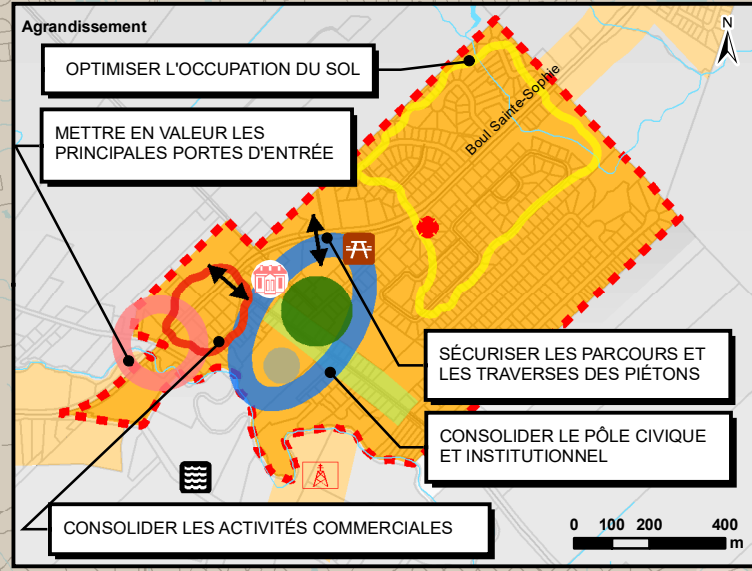 Agrandissement
N
OPTIMISER L'OCCUPATION DU SOL
Boul Sainte-Sophie
METTRE EN VALEUR LES
PRINCIPALES PORTES D'ENTRÉE
SÉCURISER LES PARCOURS ET
LES TRAVERSES DES PIÉTONS
CONSOLIDER LE PÔLE CIVIQUE
ET INSTITUTIONNEL
CONSOLIDER LES ACTIVITÉS COMMERCIALES
0 100 200 400
m